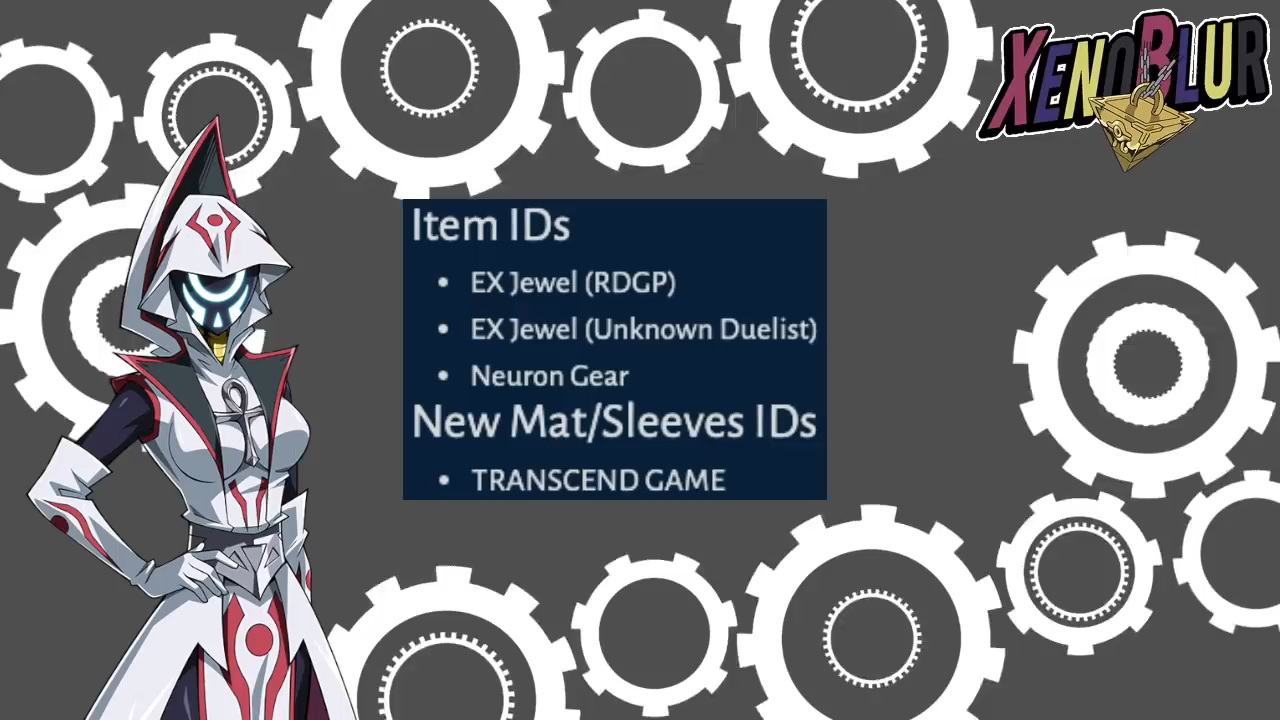 XENOBLUR
Item IDs
• EX Jewel (RDGP)
• EX Jewel (Unknown Duelist)
• Neuron Gear
New Mat/Sleeves IDs
• TRANSCEND GAME